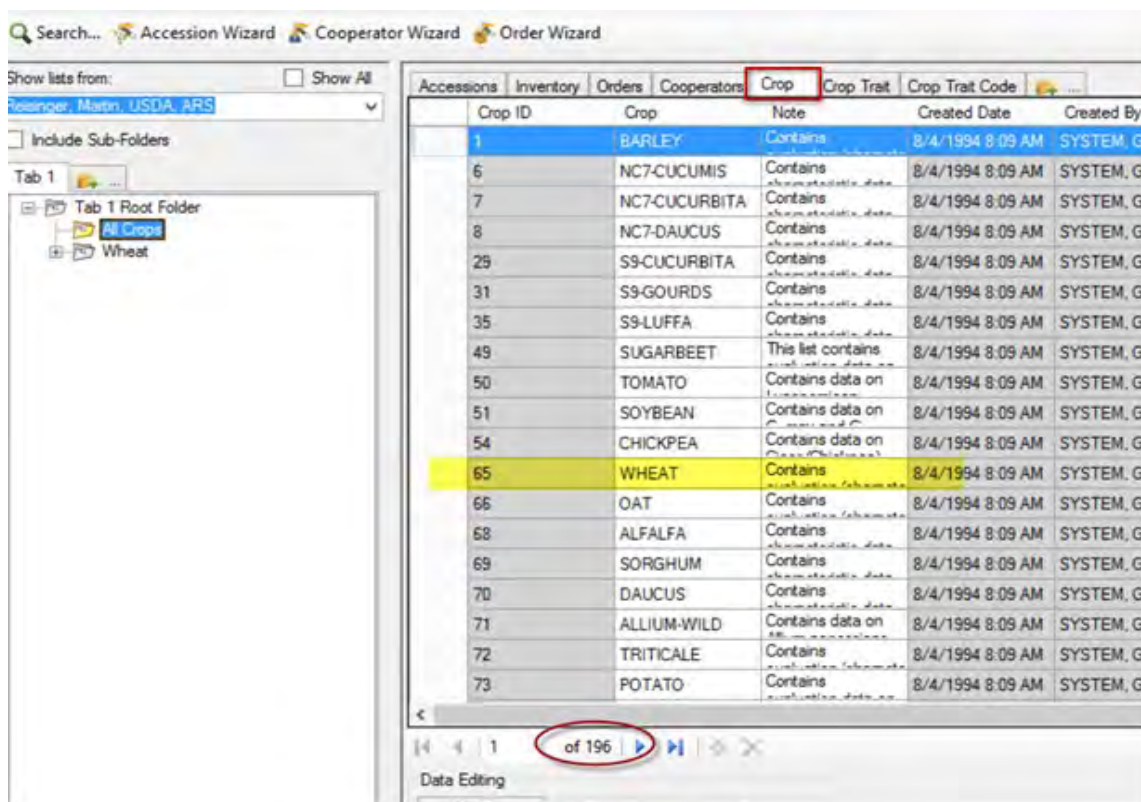 Search... Accession Wizard Cooperator Wizard Order Wizard
Show lists from:
Show All
Reisinger, Martin, USDA, ARS
Include Sub-Folders
Tab 1 ...
Tab 1 Root Folder
All Crops
Wheat
Accessions Inventory Orders Cooperators Crop Crop Trait Crop Trait Code ...
Crop ID Crop Note Created Date Created By
1 BARLEY Contains 8/4/1994 8:09 AM SYSTEM, G
6 NC7-CUCUMIS Contains 8/4/1994 8:09 AM SYSTEM, G
7 NC7-CUCURBITA Contains 8/4/1994 8:09 AM SYSTEM, G
8 NC7-DAUCUS Contains 8/4/1994 8:09 AM SYSTEM, G
29 S9-CUCURBITA Contains 8/4/1994 8:09 AM SYSTEM, G
31 S9-GOURDS Contains 8/4/1994 8:09 AM SYSTEM, G
35 S9-LUFFA Contains 8/4/1994 8:09 AM SYSTEM, G
49 SUGARBEET This list contains 8/4/1994 8:09 AM SYSTEM, G
50 TOMATO Contains data on 8/4/1994 8:09 AM SYSTEM, G
51 SOYBEAN Contains data on 8/4/1994 8:09 AM SYSTEM, G
54 CHICKPEA Contains data on 8/4/1994 8:09 AM SYSTEM, G
65 WHEAT Contains 8/4/1994 8:09 AM SYSTEM, G
66 OAT Contains 8/4/1994 8:09 AM SYSTEM, G
68 ALFALFA Contains 8/4/1994 8:09 AM SYSTEM, G
69 SORGHUM Contains 8/4/1994 8:09 AM SYSTEM, G
70 DAUCUS Contains 8/4/1994 8:09 AM SYSTEM, G
71 ALLIUM-WILD Contains data on 8/4/1994 8:09 AM SYSTEM, G
72 TRITICALE Contains 8/4/1994 8:09 AM SYSTEM, G
73 POTATO Contains 8/4/1994 8:09 AM SYSTEM, G
1 of 196
Data Editing